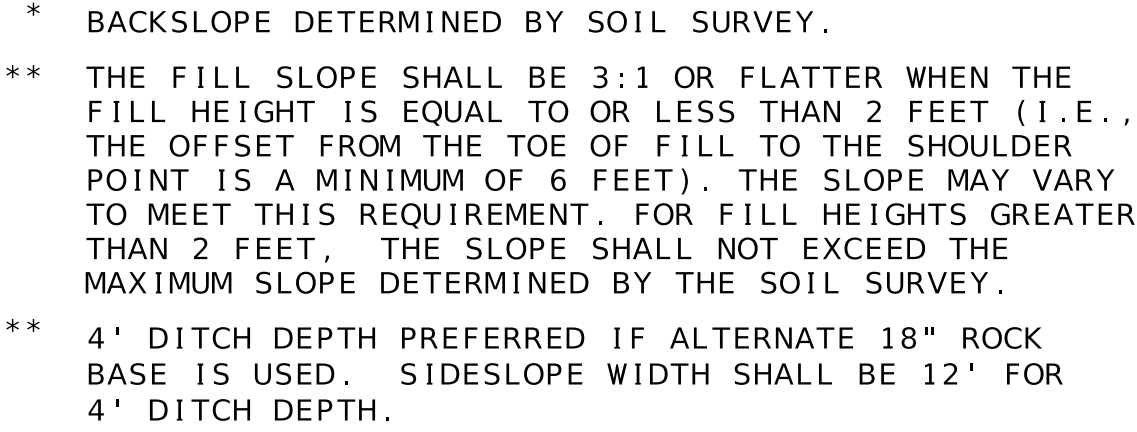 * BACKSLOPE DETERMINED BY SOIL SURVEY.
** THE FILL SLOPE SHALL BE 3:1 OR FLATTER WHEN THE
FILL HEIGHT IS EQUAL TO OR LESS THAN 2 FEET (I.E.,
THE OFFSET FROM THE TOE OF FILL TO THE SHOULDER
POINT IS A MINIMUM OF 6 FEET). THE SLOPE MAY VARY
TO MEET THIS REQUIREMENT. FOR FILL HEIGHTS GREATER
THAN 2 FEET, THE SLOPE SHALL NOT EXCEED THE
MAXIMUM SLOPE DETERMINED BY THE SOIL SURVEY.
** 4' DITCH DEPTH PREFERRED IF ALTERNATE 18" ROCK
BASE IS USED. SIDESLOPE WIDTH SHALL BE 12' FOR
4' DITCH DEPTH.